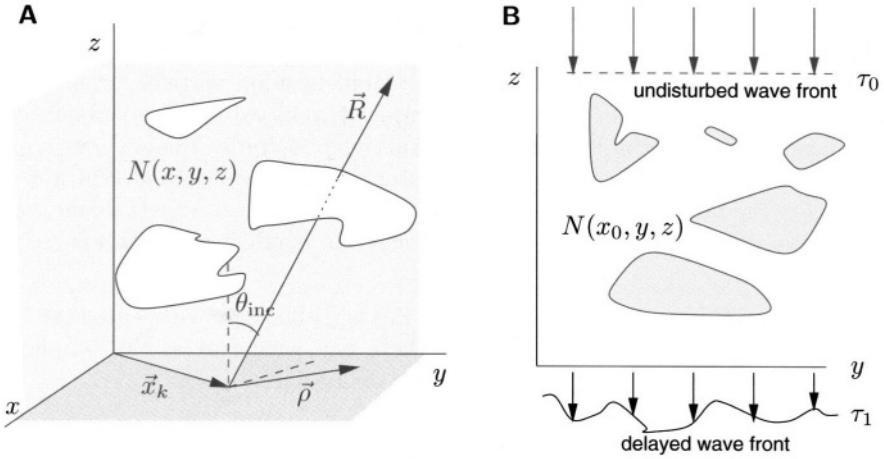 A
z
R⃗
N(x, y, z)
θinc
x⃗k
ρ⃗
y
x
B
z
τ0
undisturbed wave front
N(x0, y, z)
y
τ1
delayed wave front